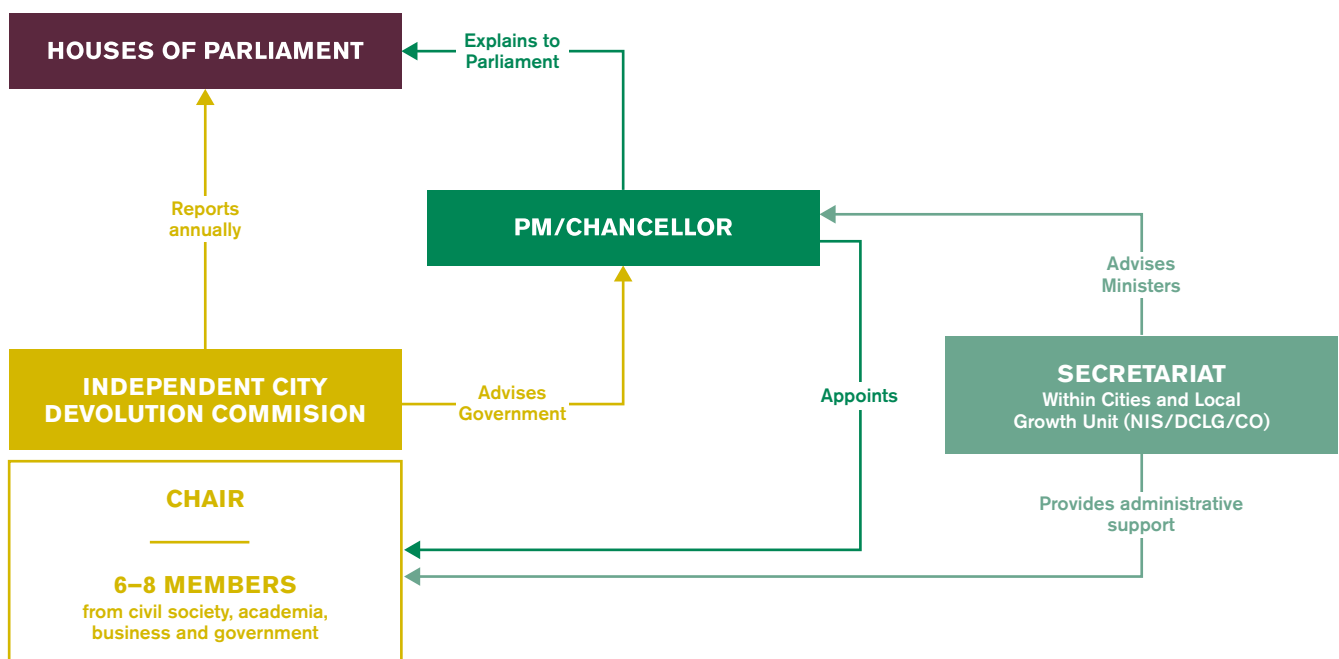 HOUSES OF PARLIAMENT
Explains to
Parliament
Reports
annually
PM/CHANCELLOR
Advises
Ministers
INDEPENDENT CITY
DEVOLUTION COMMISION
Advises
Government
Appoints
SECRETARIAT
Within Cities and Local
Growth Unit (NIS/DCLG/CO)
CHAIR
6–8 MEMBERS
from civil society, academia,
business and government
Provides administrative
support